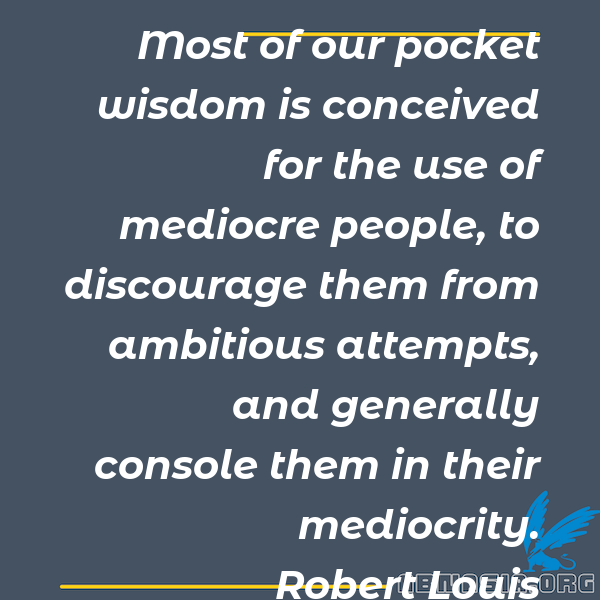 Most of our pocket
wisdom is conceived
for the use of
mediocre people, to
discourage them from
ambitious attempts,
and generally
console them in their
mediocrity.
Robert Louis